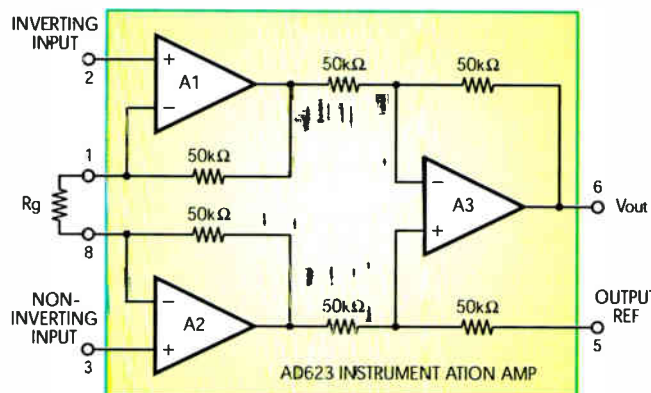 INVERTING
INPUT
2
+
A1
−
50kΩ
50kΩ
1
50kΩ
Rg
50kΩ
8
−
A3
+
6
Vout
NON-
INVERTING
INPUT
3
−
A2
+
50kΩ
50kΩ
OUTPUT
REF
5
AD623 INSTRUMENT ATION AMP